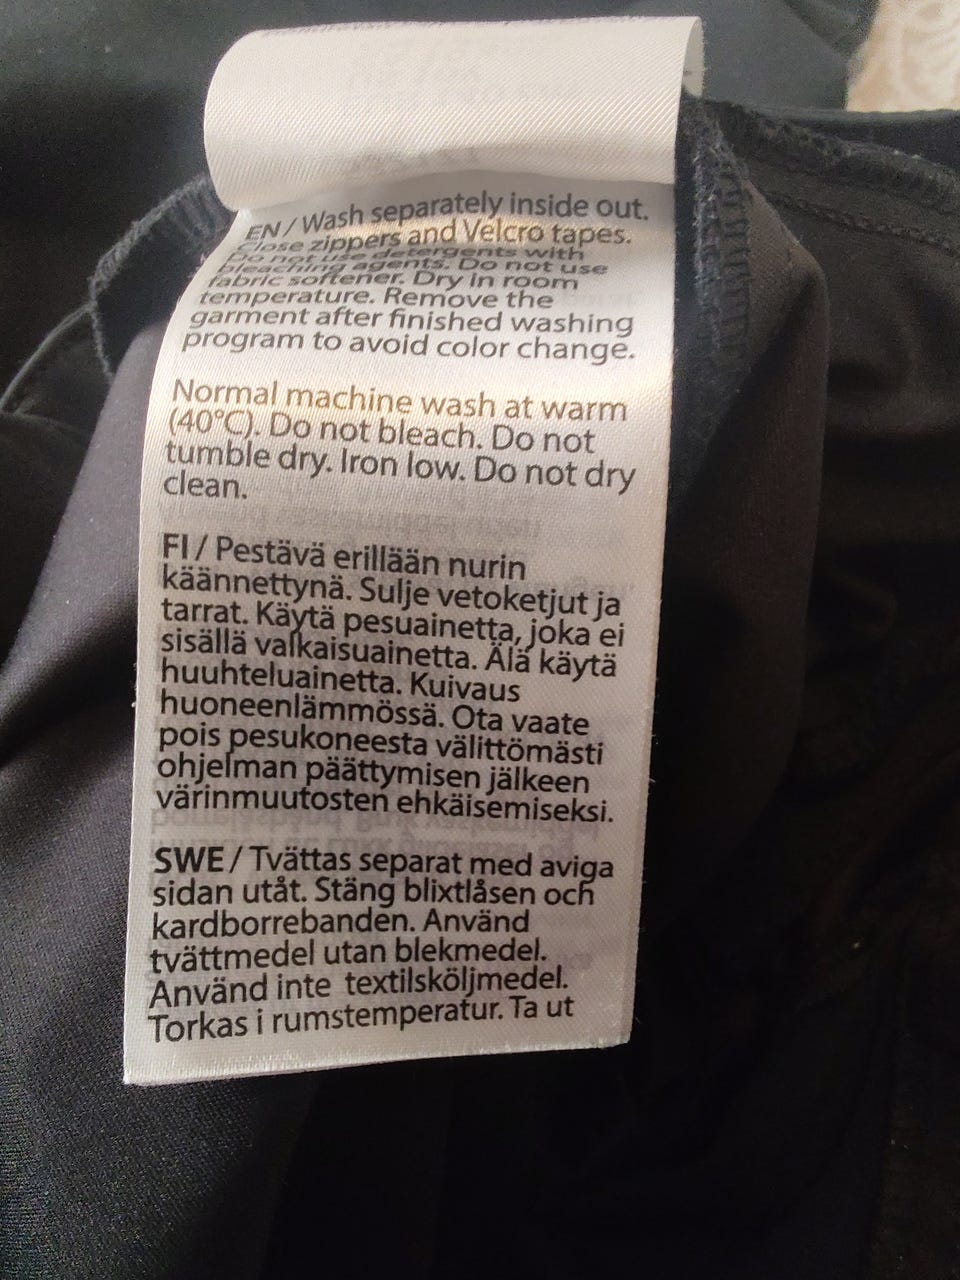 EN / Wash separately inside out.
Close zippers and Velcro tapes.
Do not use detergents with
bleaching agents. Do not use
fabric softener. Dry in room
temperature. Remove the
garment after finished washing
program to avoid color change.
Normal machine wash at warm
(40°C). Do not bleach. Do not
tumble dry. Iron low. Do not dry
clean.
FI / Pestävä erillään nurin
käännettynä. Sulje vetoketjut ja
tarrat. Käytä pesuainetta, joka ei
sisällä valkaisuainetta. Älä käytä
huuhteluainetta. Kuivaus
huoneenlämmössä. Ota vaate
pois pesukoneesta välittömästi
ohjelman päättymisen jälkeen
värinmuutosten ehkäisemiseksi.
SWE / Tvättas separat med aviga
sidan utåt. Stäng blixtlåsen och
kardborrebanden. Använd
tvättmedel utan blekmedel.
Använd inte textilsköljmedel.
Torkas i rumstemperatur. Ta ut